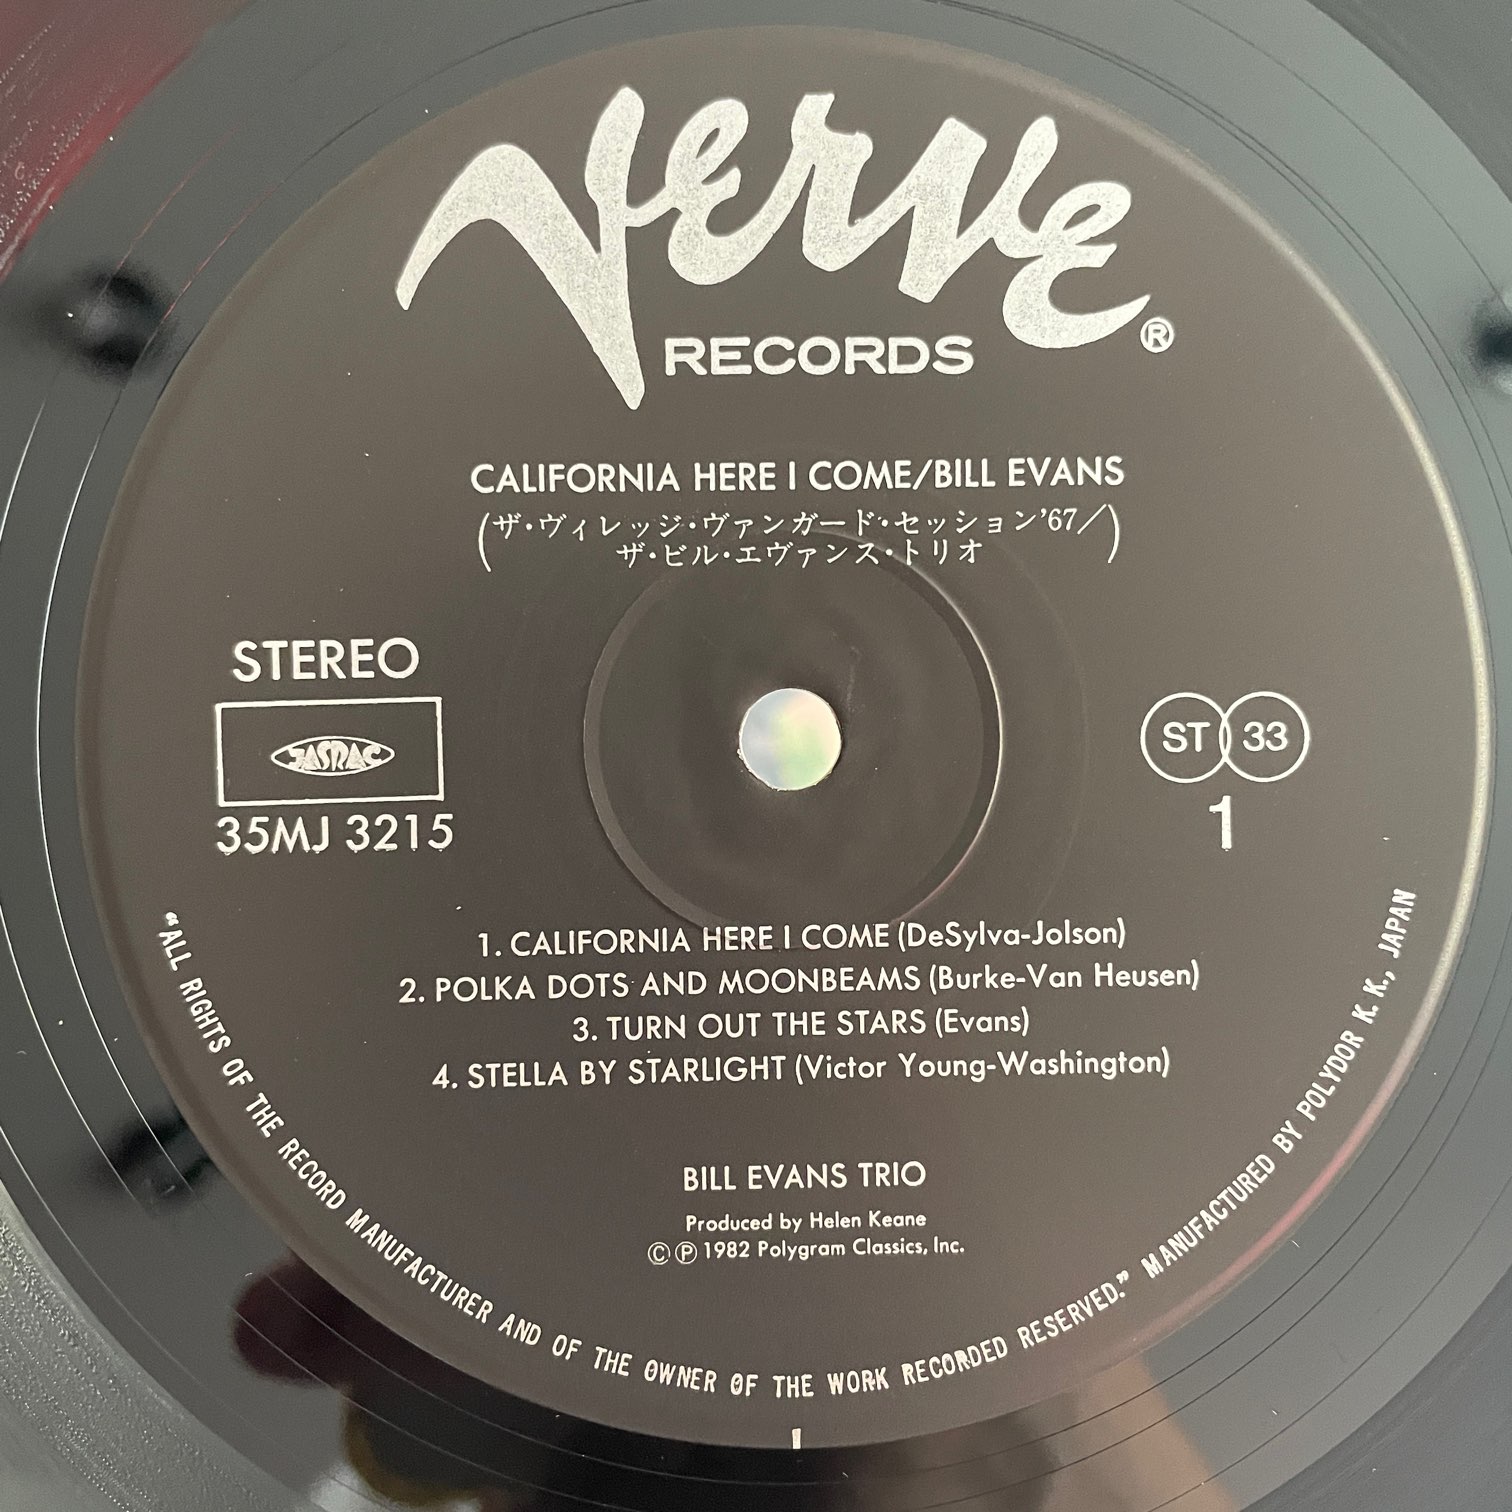 Verve®
RECORDS
CALIFORNIA HERE I COME/BILL EVANS
(ザ・ヴィレッジ・ヴァンガード・セッション'67／
ザ・ビル・エヴァンス・トリオ)
STEREO
JASRAC
35MJ 3215
ST 33
1
1. CALIFORNIA HERE I COME (DeSylva-Jolson)
2. POLKA DOTS AND MOONBEAMS (Burke-Van Heusen)
3. TURN OUT THE STARS (Evans)
4. STELLA BY STARLIGHT (Victor Young-Washington)
BILL EVANS TRIO
Produced by Helen Keane
Ⓒ Ⓟ 1982 Polygram Classics, Inc.
“ALL RIGHTS OF THE RECORD MANUFACTURER AND OF THE OWNER OF THE WORK RECORDED RESERVED.” MANUFACTURED BY POLYDOR K. K., JAPAN